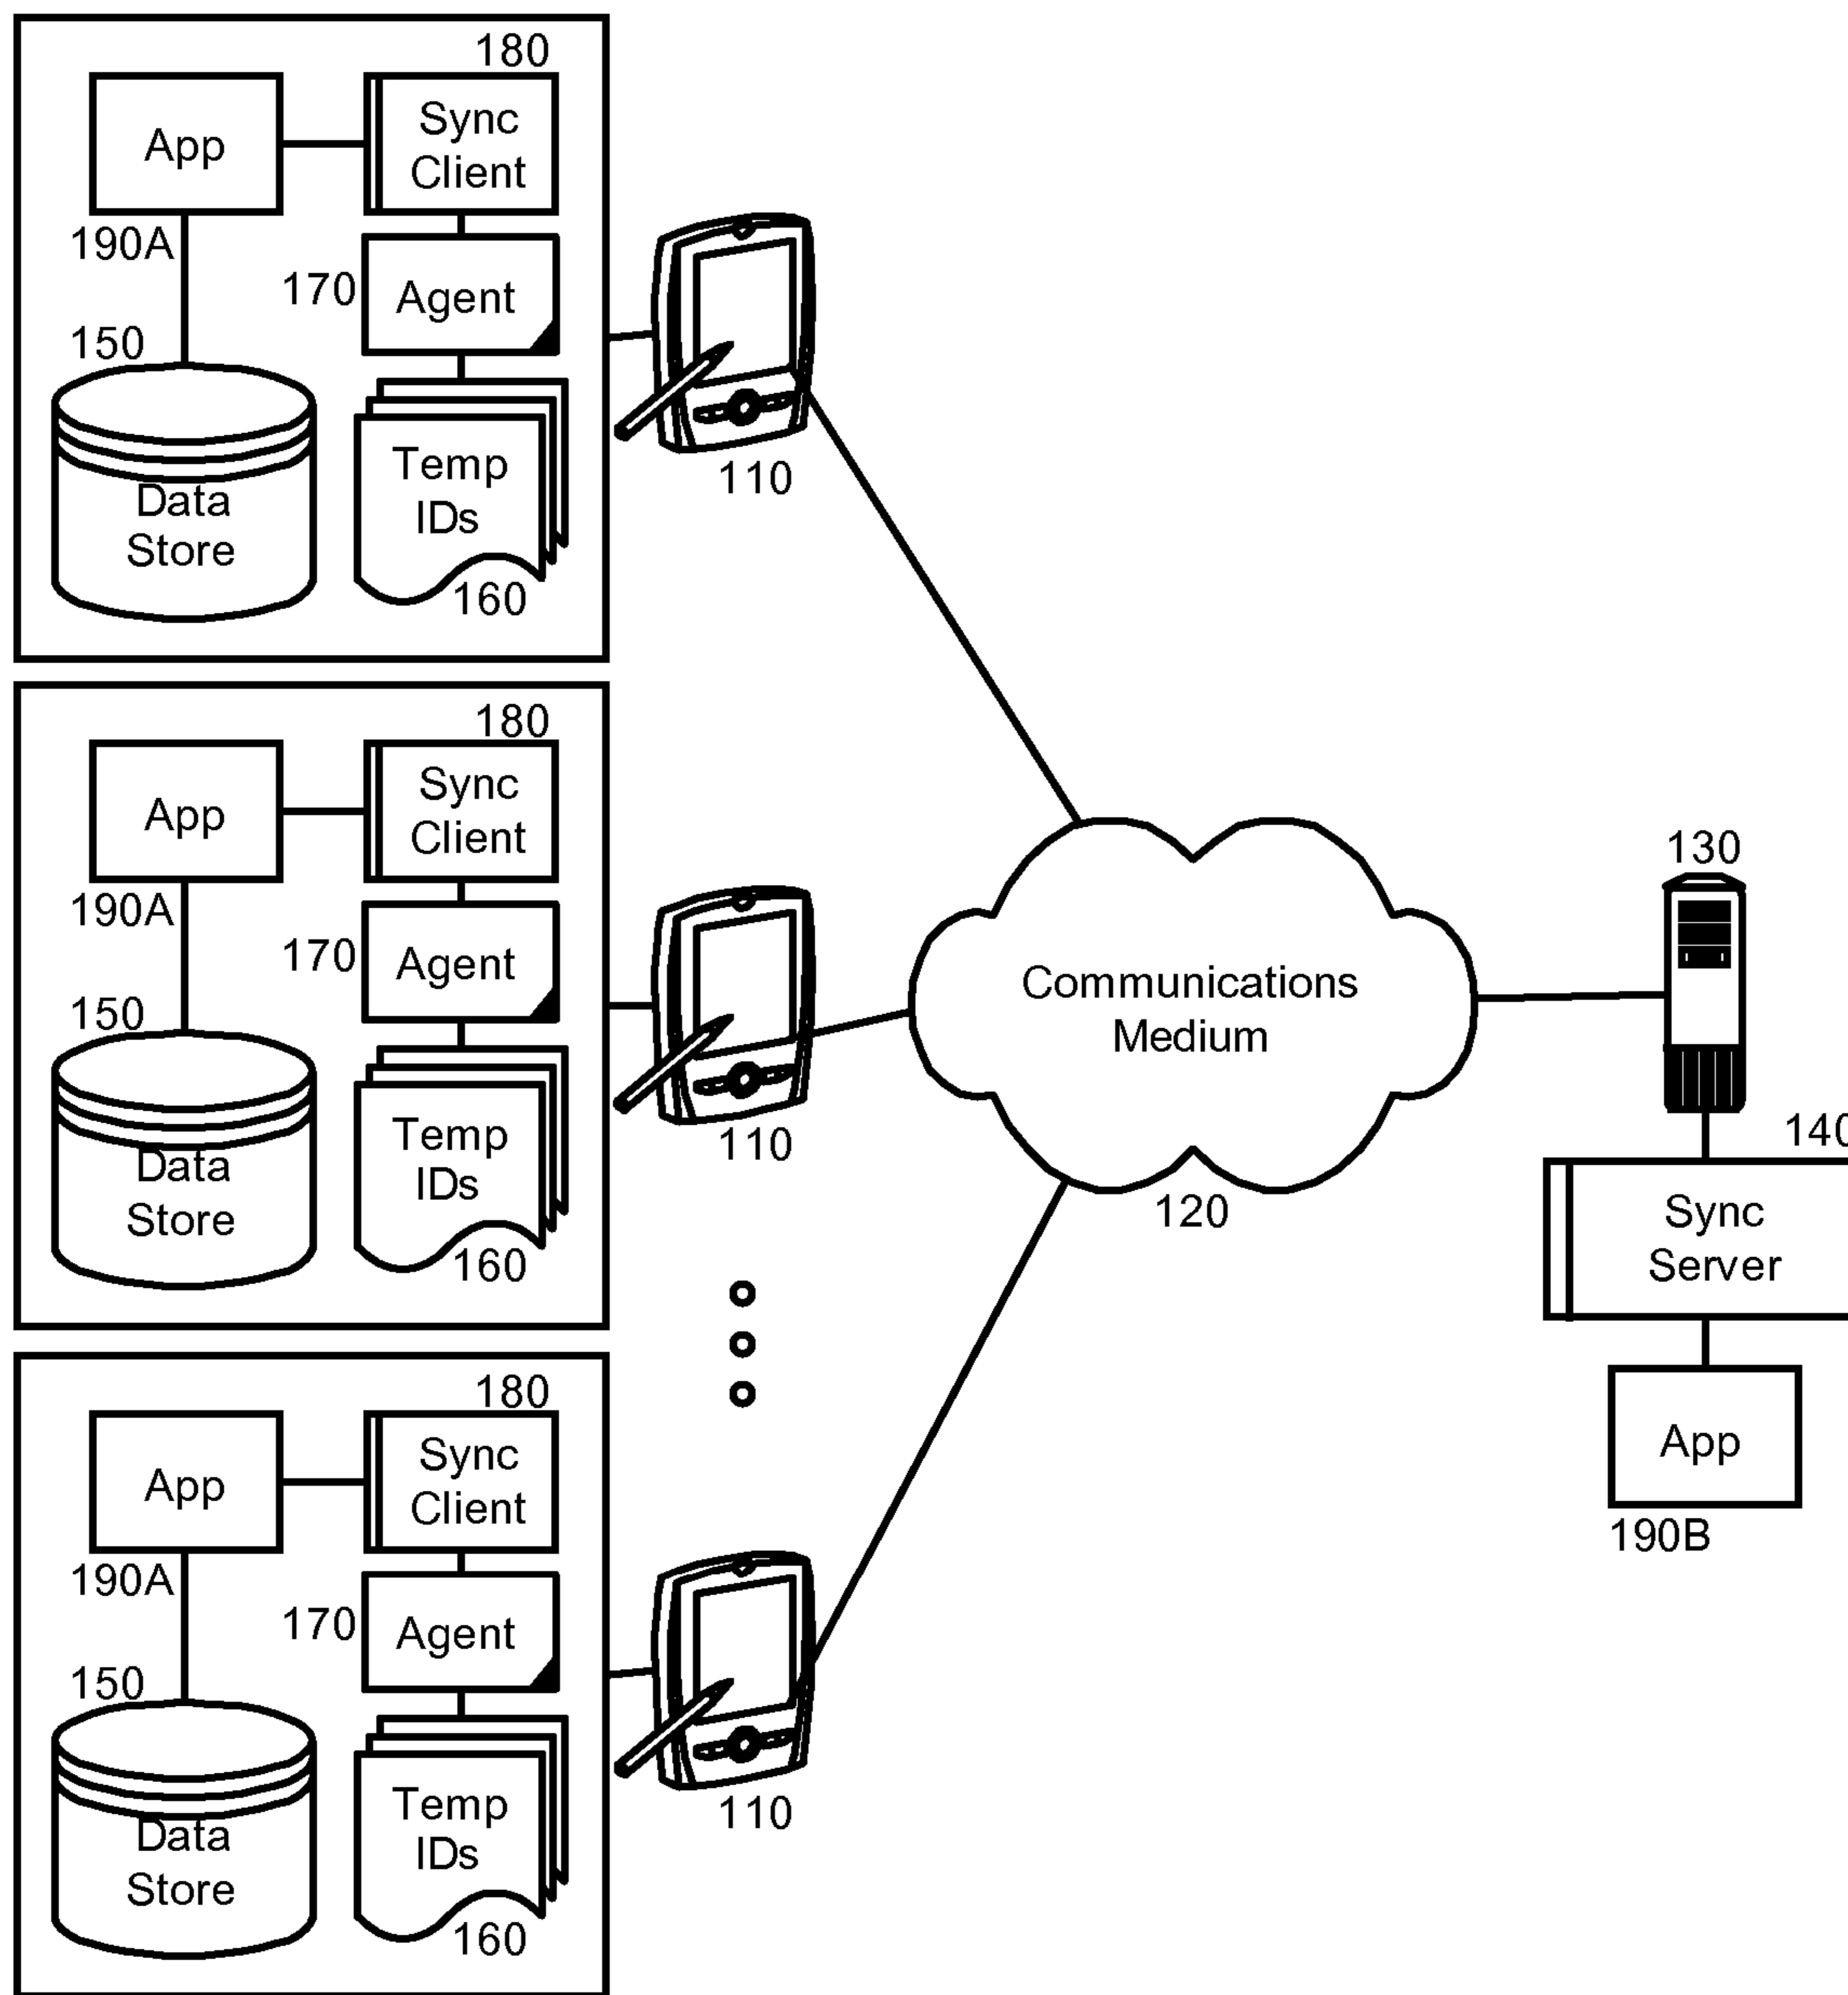 180
App
Sync
Client
190A
170
Agent
150
Data
Store
Temp
IDs
160
110
180
App
Sync
Client
190A
170
Agent
150
Data
Store
Temp
IDs
160
110
180
App
Sync
Client
190A
170
Agent
150
Data
Store
Temp
IDs
160
110
Communications
Medium
120
130
140
Sync
Server
App
190B